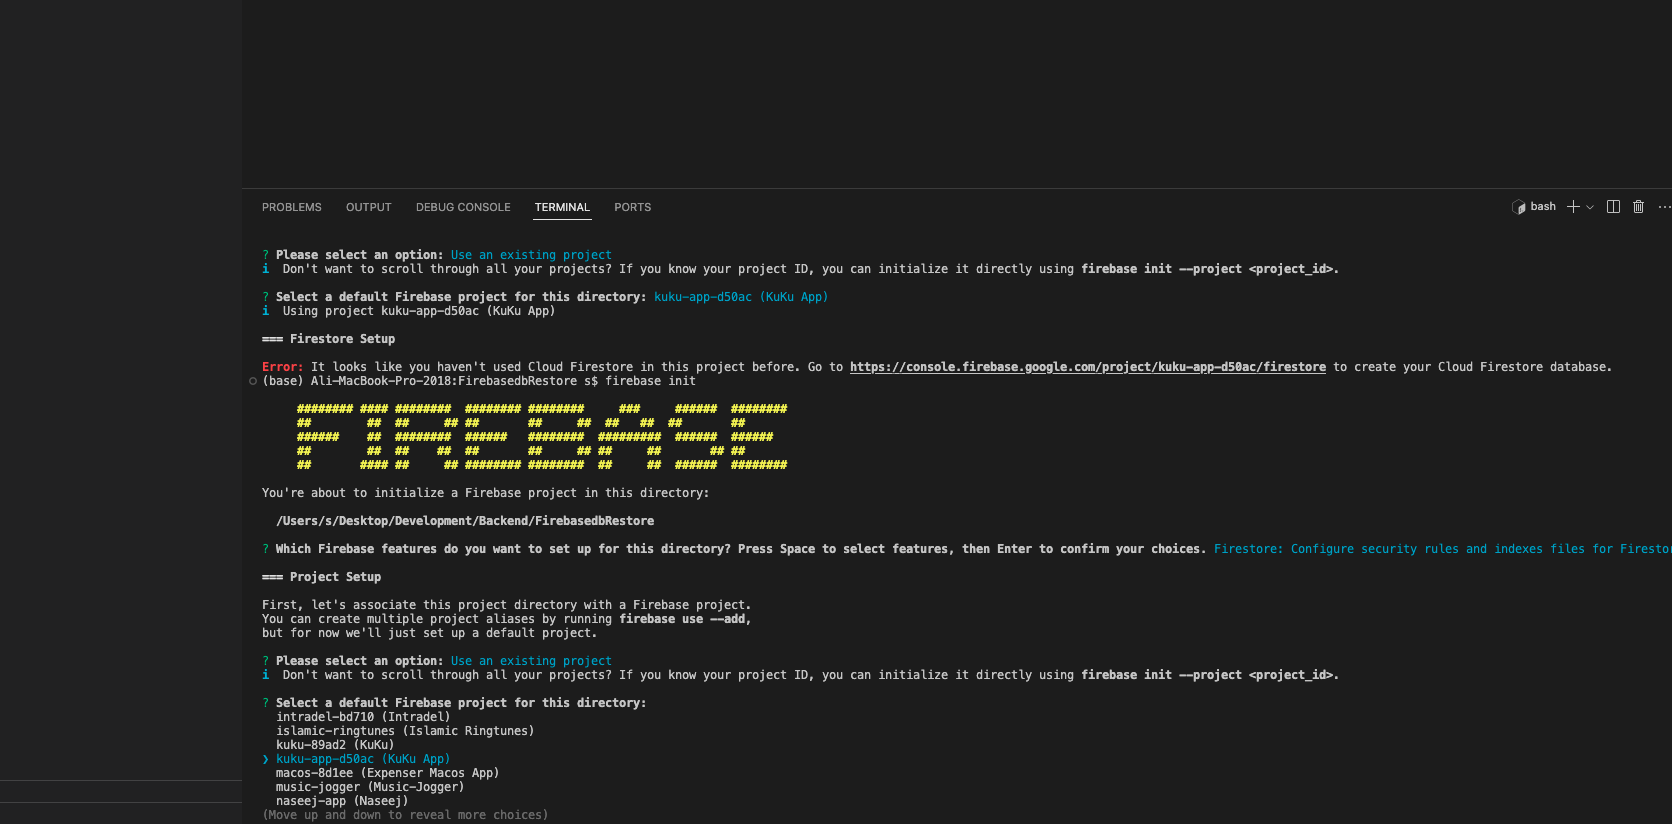 PROBLEMS OUTPUT DEBUG CONSOLE TERMINAL PORTS bash
? Please select an option: Use an existing project
i Don't want to scroll through all your projects? If you know your project ID, you can initialize it directly using firebase init --project <project_id>.
? Select a default Firebase project for this directory: kuku-app-d50ac (KuKu App)
i Using project kuku-app-d50ac (KuKu App)
=== Firestore Setup
Error: It looks like you haven't used Cloud Firestore in this project before. Go to https://console.firebase.google.com/project/kuku-app-d50ac/firestore to create your Cloud Firestore database.
(base) Ali-MacBook-Pro-2018:FirebasedbRestore s$ firebase init
FIREBASE
You're about to initialize a Firebase project in this directory:
/Users/s/Desktop/Development/Backend/FirebasedbRestore
? Which Firebase features do you want to set up for this directory? Press Space to select features, then Enter to confirm your choices. Firestore: Configure security rules and indexes files for Firesto
=== Project Setup
First, let's associate this project directory with a Firebase project.
You can create multiple project aliases by running firebase use --add,
but for now we'll just set up a default project.
? Please select an option: Use an existing project
i Don't want to scroll through all your projects? If you know your project ID, you can initialize it directly using firebase init --project <project_id>.
? Select a default Firebase project for this directory:
intradel-bd710 (Intradel)
islamic-ringtunes (Islamic Ringtunes)
kuku-89ad2 (KuKu)
❯ kuku-app-d50ac (KuKu App)
macos-8d1ee (Expenser Macos App)
music-jogger (Music-Jogger)
naseej-app (Naseej)
(Move up and down to reveal more choices)